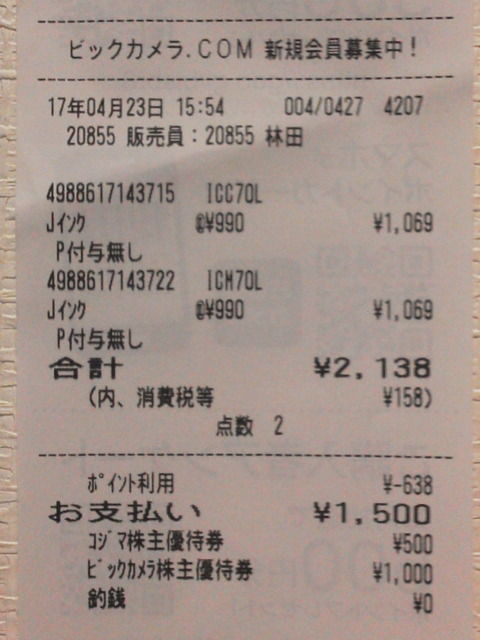 ビックカメラ.COM 新規会員募集中!
17年04月23日 15:54 004/0427 4207
20855 販売員:20855 林田
4988617143715 ICC70L
Jインク @¥990 ¥1,069
P付与無し
4988617143722 ICM70L
Jインク @¥990 ¥1,069
P付与無し
合計 ¥2,138
(内、消費税等 ¥158)
点数 2
ポイント利用 ¥-638
お支払い ¥1,500
コジマ株主優待券 ¥500
ビックカメラ株主優待券 ¥1,000
釣銭 ¥0